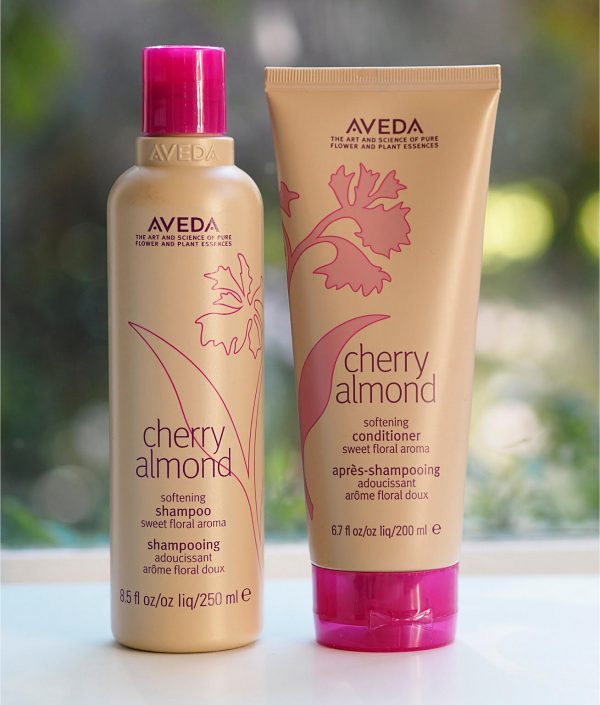 AVEDA
AVEDA
THE ART AND SCIENCE OF PURE
FLOWER AND PLANT ESSENCES
cherry
almond
softening
shampoo
sweet floral aroma
shampooing
adoucissant
arôme floral doux
8.5 fl oz/oz liq/250 ml ℮
AVEDA
THE ART AND SCIENCE OF PURE
FLOWER AND PLANT ESSENCES
cherry
almond
softening
conditioner
sweet floral aroma
après-shampooing
adoucissant
arôme floral doux
6.7 fl oz/oz liq/200 ml ℮